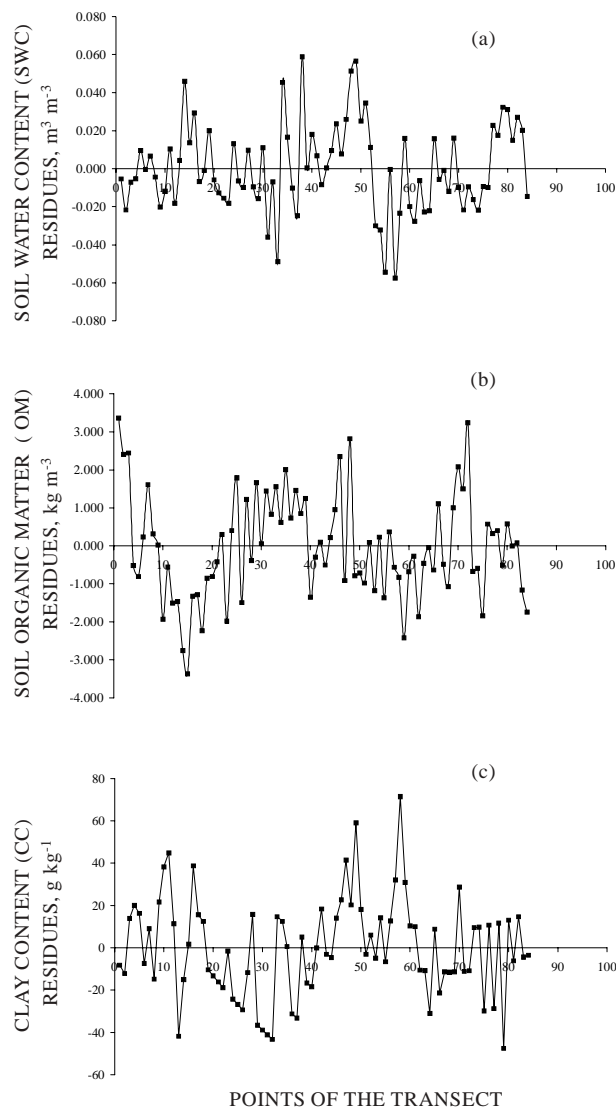 (a)
SOIL WATER CONTENT (SWC)
RESIDUES, m³ m⁻³
0.080
0.060
0.040
0.020
0.000
-0.020
-0.040
-0.060
-0.080
0 10 20 30 40 50 60 70 80 90 100
(b)
SOIL ORGANIC MATTER ( OM)
RESIDUES, kg m⁻³
4.000
3.000
2.000
1.000
0.000
-1.000
-2.000
-3.000
-4.000
0 10 20 30 40 50 60 70 80 90 100
(c)
CLAY CONTENT (CC)
RESIDUES, g kg⁻¹
80
60
40
20
0
-20
-40
-60
0 10 20 30 40 50 60 70 80 90 100
POINTS OF THE TRANSECT